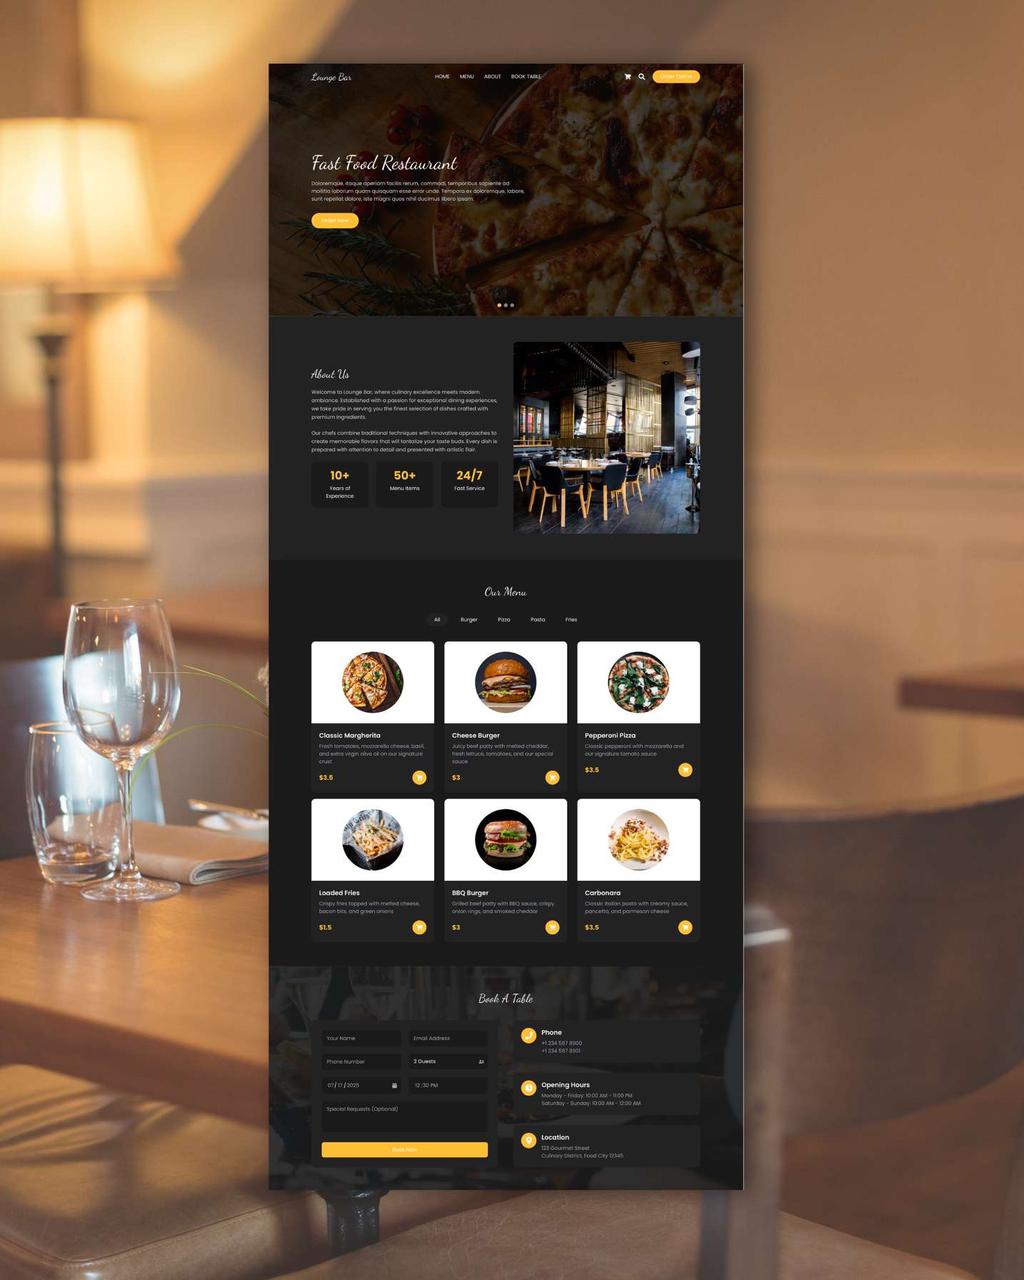 Lounge Bar
HOME MENU ABOUT BOOK TABLE
Order Online
Fast Food Restaurant
Doloremque, itaque aperiam facilis rerum, commodi, temporibus sapiente ad
mollitia laborum quam quisquam esse error unde. Tempora ex doloremque, labore,
sunt repellat dolore, iste magni quos nihil ducimus libero ipsam.
Order Now
About Us
Welcome to Lounge Bar, where culinary excellence meets modern
ambiance. Established with a passion for exceptional dining experiences,
we take pride in serving you the finest selection of dishes crafted with
premium ingredients.
Our chefs combine traditional techniques with innovative approaches to
create memorable flavors that will tantalize your taste buds. Every dish is
prepared with attention to detail and presented with artistic flair.
10+
Years of
Experience
50+
Menu Items
24/7
Fast Service
Our Menu
All Burger Pizza Pasta Fries
Classic Margherita
Fresh tomatoes, mozzarella cheese, basil,
and extra virgin olive oil on our signature
crust
$3.5
Cheese Burger
Juicy beef patty with melted cheddar,
fresh lettuce, tomatoes, and our special
sauce
$3
Pepperoni Pizza
Classic pepperoni with mozzarella and
our signature tomato sauce
$3.5
Loaded Fries
Crispy fries topped with melted cheese,
bacon bits, and green onions
$1.5
BBQ Burger
Grilled beef patty with BBQ sauce, crispy
onion rings, and smoked cheddar
$3
Carbonara
Classic Italian pasta with creamy sauce,
pancetta, and parmesan cheese
$3.5
Book A Table
Your Name
Email Address
Phone Number
2 Guests
07/17/2025
12:30 PM
Special Requests (Optional)
Book Now
Phone
+1 234 567 8900
+1 234 567 8901
Opening Hours
Monday - Friday: 10:00 AM - 11:00 PM
Saturday - Sunday: 10:00 AM - 12:00 AM
Location
123 Gourmet Street
Culinary District, Food City 12345